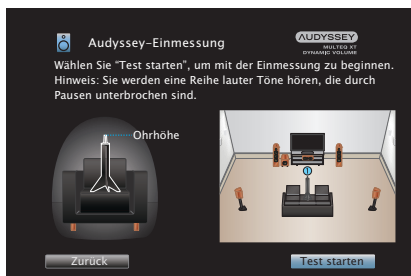 Audyssey-Einmessung
AUDYSSEY
MULTEQ XT
DYNAMIC VOLUME
Wählen Sie “Test starten”, um mit der Einmessung zu beginnen.
Hinweis: Sie werden eine Reihe lauter Töne hören, die durch
Pausen unterbrochen sind.
Ohrhöhe
1
Zurück
Test starten